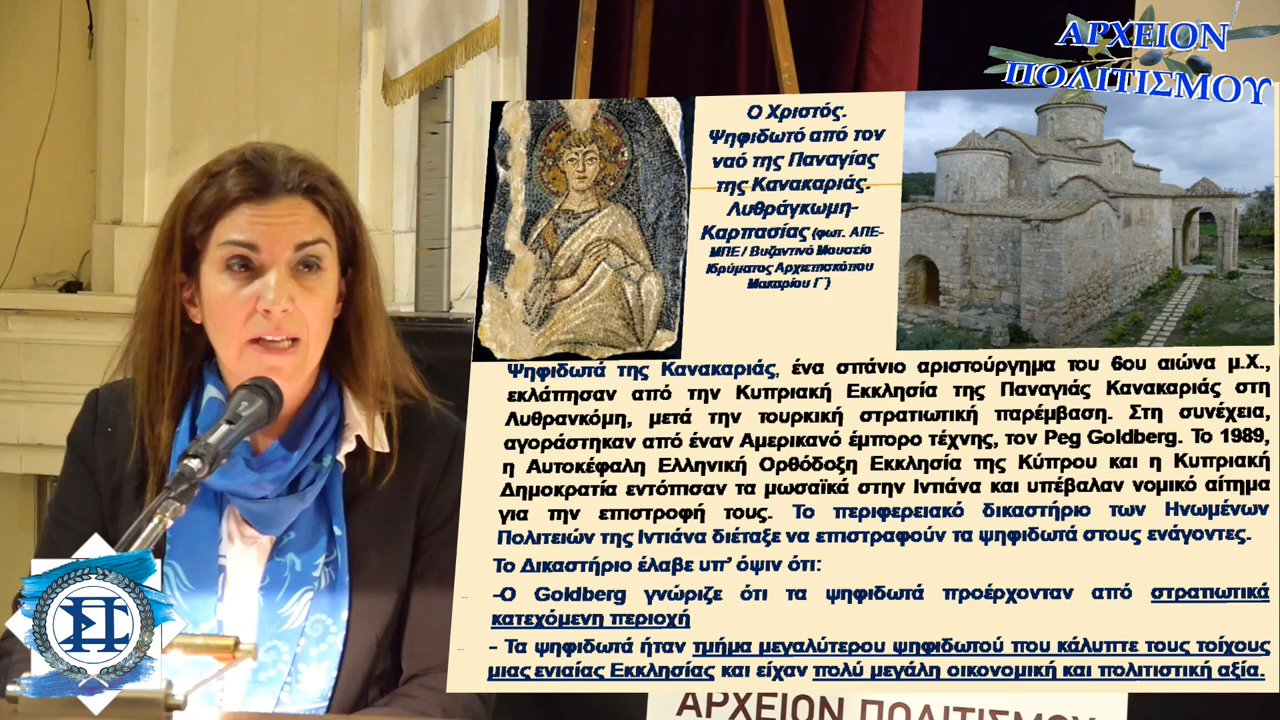 ΑΡΧΕΙΟΝ
ΠΟΛΙΤΙΣΜΟΥ
Ο Χριστός.
Ψηφιδωτό από τον
ναό της Παναγίας
της Κανακαριάς.
Λυθράγκωμη-
Καρπασίας (φωτ. ΑΠΕ-
ΜΠΕ / Βυζαντινό Μουσείο
Ιδρύματος Αρχιεπισκόπου
Μακαρίου Γ΄)
Ψηφιδωτά της Κανακαριάς, ένα σπάνιο αριστούργημα του 6ου αιώνα μ.Χ.,
εκλάπησαν από την Κυπριακή Εκκλησία της Παναγιάς Κανακαριάς στη
Λυθρανκόμη, μετά την τουρκική στρατιωτική παρέμβαση. Στη συνέχεια,
αγοράστηκαν από έναν Αμερικανό έμπορο τέχνης, τον Peg Goldberg. Το 1989,
η Αυτοκέφαλη Ελληνική Ορθόδοξη Εκκλησία της Κύπρου και η Κυπριακή
Δημοκρατία εντόπισαν τα μωσαϊκά στην Ιντιάνα και υπέβαλαν νομικό αίτημα
για την επιστροφή τους. Το περιφερειακό δικαστήριο των Ηνωμένων
Πολιτειών της Ιντιάνα διέταξε να επιστραφούν τα ψηφιδωτά στους ενάγοντες.
Το Δικαστήριο έλαβε υπ' όψιν ότι:
-Ο Goldberg γνώριζε ότι τα ψηφιδωτά προέρχονταν από στρατιωτικά
κατεχόμενη περιοχή
- Τα ψηφιδωτά ήταν τμήμα μεγαλύτερου ψηφιδωτού που κάλυπτε τους τοίχους
μιας ενιαίας Εκκλησίας και είχαν πολύ μεγάλη οικονομική και πολιτιστική αξία.
ΑΡΧΕΙΟΝ ΠΟΛΙΤΙΣΜΟΥ